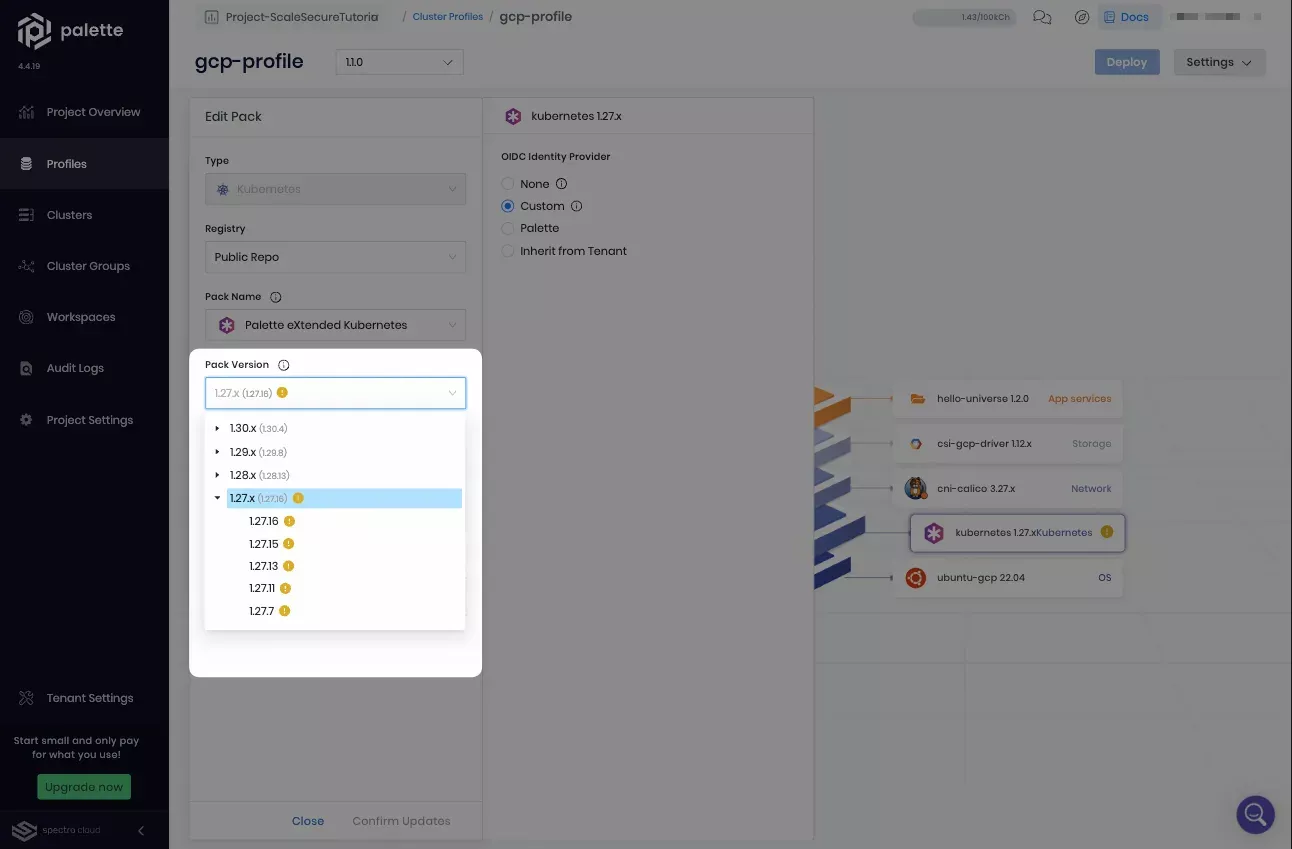 palette
4.4.19
Project Overview
Profiles
Clusters
Cluster Groups
Workspaces
Audit Logs
Project Settings
Tenant Settings
Start small and only pay
for what you use!
Upgrade now
spectro cloud
Project-ScaleSecureTutoria / Cluster Profiles / gcp-profile
1.43/100kCh
Docs
gcp-profile
1.1.0
Deploy
Settings
Edit Pack
Type
Kubernetes
Registry
Public Repo
Pack Name
Palette eXtended Kubernetes
Pack Version
1.27.x (1.27.16)
1.30.x (1.30.4)
1.29.x (1.29.8)
1.28.x (1.28.13)
1.27.x (1.27.16)
1.27.16
1.27.15
1.27.13
1.27.11
1.27.7
Close
Confirm Updates
kubernetes 1.27.x
OIDC Identity Provider
None
Custom
Palette
Inherit from Tenant
hello-universe 1.2.0 App services
csi-gcp-driver 1.12.x Storage
cni-calico 3.27.x Network
kubernetes 1.27.xKubernetes
ubuntu-gcp 22.04 OS